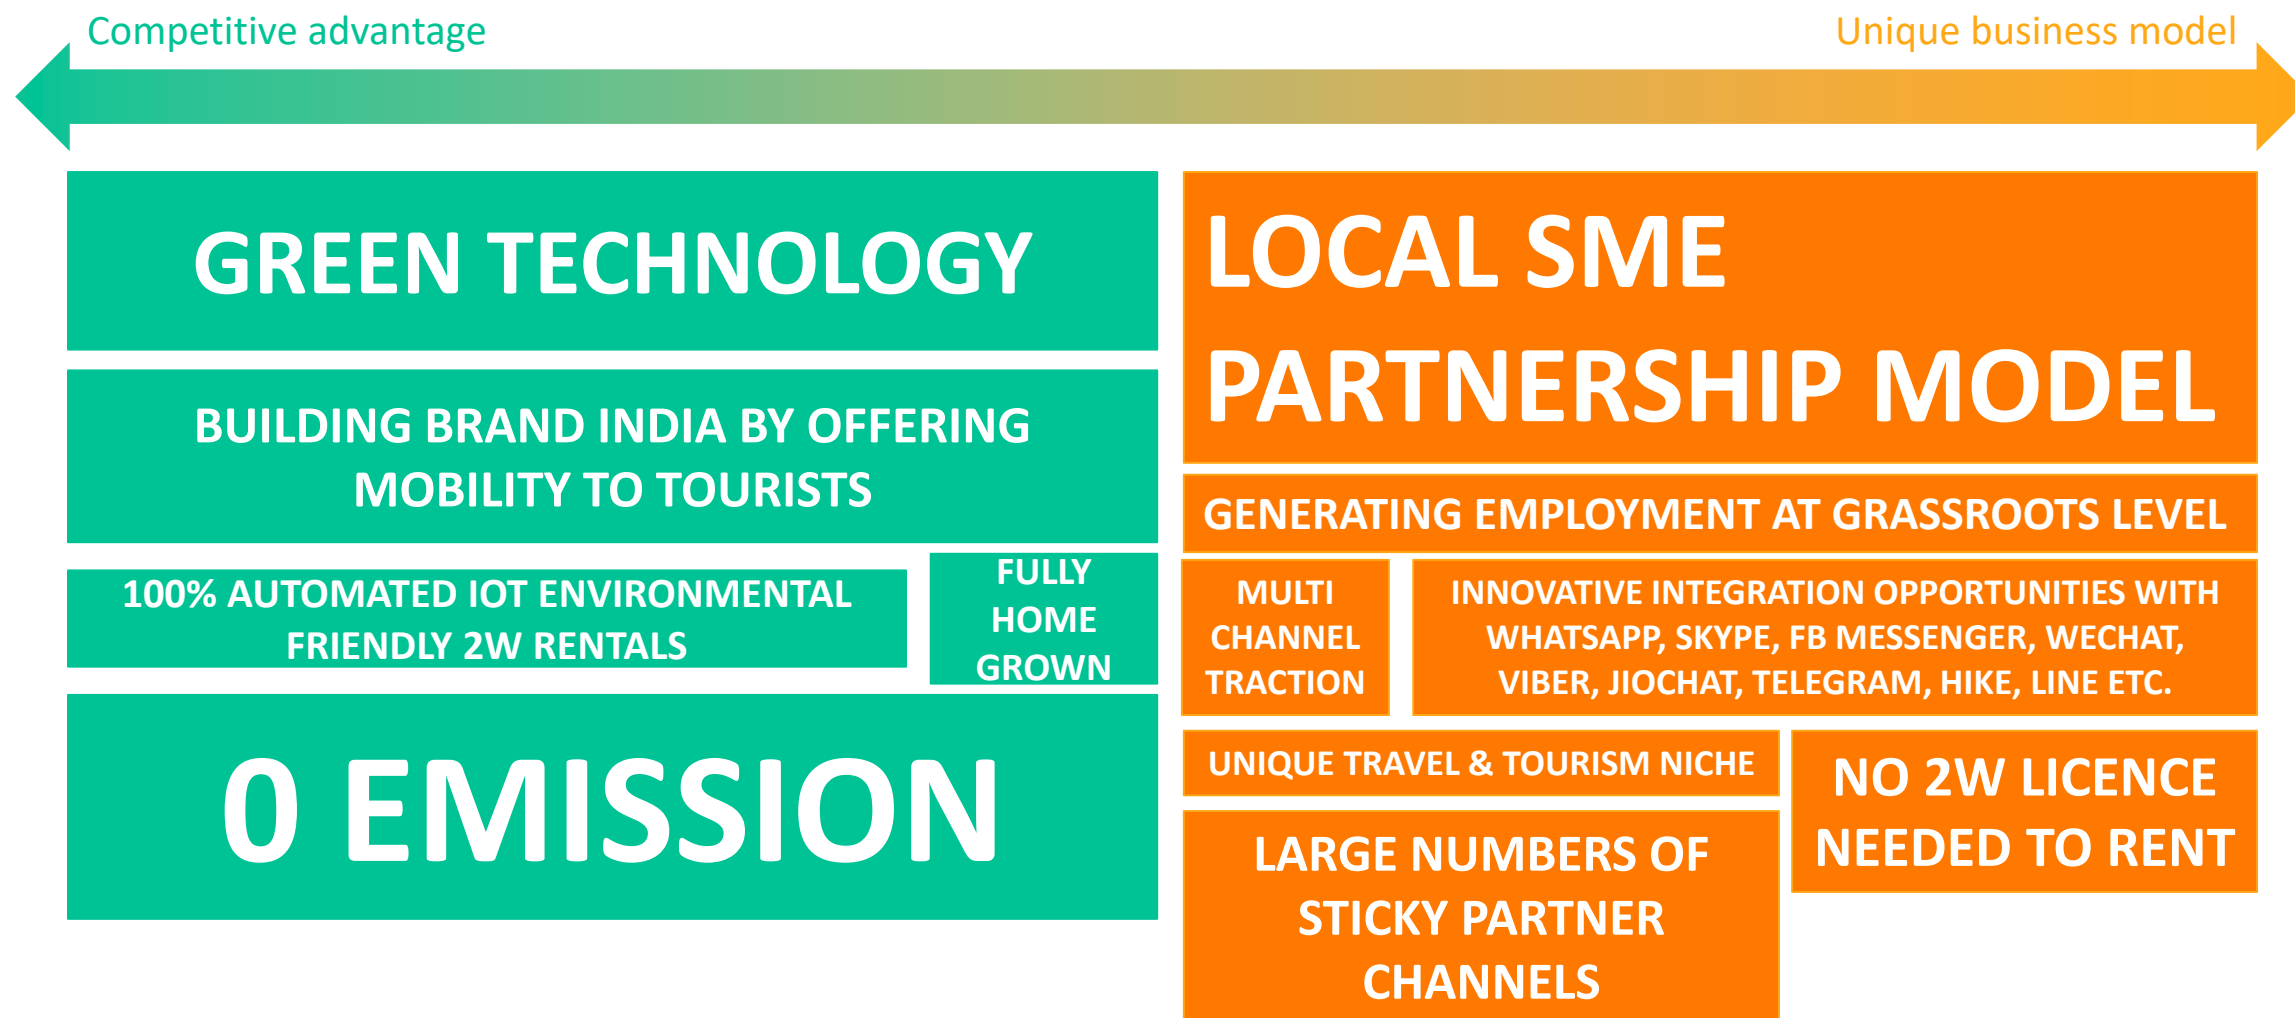 Competitive advantage
Unique business model
GREEN TECHNOLOGY
BUILDING BRAND INDIA BY OFFERING
MOBILITY TO TOURISTS
100% AUTOMATED IOT ENVIRONMENTAL
FRIENDLY 2W RENTALS
FULLY
HOME
GROWN
0 EMISSION
LOCAL SME
PARTNERSHIP MODEL
GENERATING EMPLOYMENT AT GRASSROOTS LEVEL
MULTI
CHANNEL
TRACTION
INNOVATIVE INTEGRATION OPPORTUNITIES WITH
WHATSAPP, SKYPE, FB MESSENGER, WECHAT,
VIBER, JIOCHAT, TELEGRAM, HIKE, LINE ETC.
UNIQUE TRAVEL & TOURISM NICHE
NO 2W LICENCE
NEEDED TO RENT
LARGE NUMBERS OF
STICKY PARTNER
CHANNELS